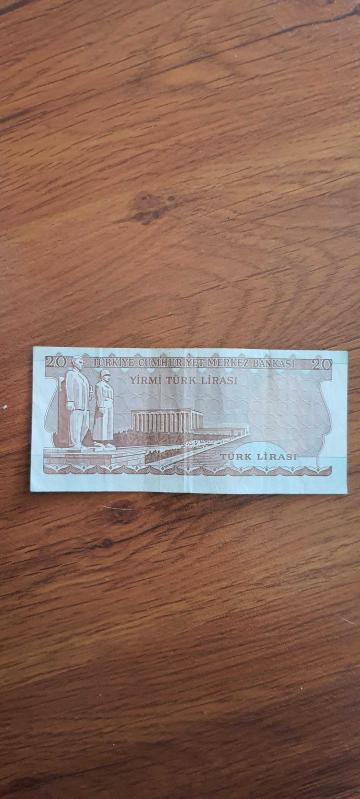 20 TÜRKİYE CUMHURİYET MERKEZ BANKASI 20
YİRMİ TÜRK LİRASI
TÜRK LİRASI